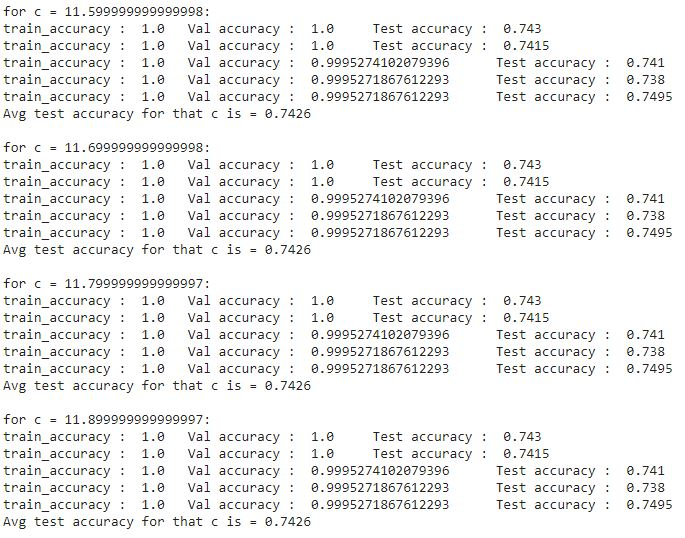 for c = 11.599999999999998:
train_accuracy :  1.0   Val accuracy :  1.0     Test accuracy :  0.743
train_accuracy :  1.0   Val accuracy :  1.0     Test accuracy :  0.7415
train_accuracy :  1.0   Val accuracy :  0.9995274102079396      Test accuracy :  0.741
train_accuracy :  1.0   Val accuracy :  0.9995271867612293      Test accuracy :  0.738
train_accuracy :  1.0   Val accuracy :  0.9995271867612293      Test accuracy :  0.7495
Avg test accuracy for that c is = 0.7426

for c = 11.699999999999998:
train_accuracy :  1.0   Val accuracy :  1.0     Test accuracy :  0.743
train_accuracy :  1.0   Val accuracy :  1.0     Test accuracy :  0.7415
train_accuracy :  1.0   Val accuracy :  0.9995274102079396      Test accuracy :  0.741
train_accuracy :  1.0   Val accuracy :  0.9995271867612293      Test accuracy :  0.738
train_accuracy :  1.0   Val accuracy :  0.9995271867612293      Test accuracy :  0.7495
Avg test accuracy for that c is = 0.7426

for c = 11.799999999999997:
train_accuracy :  1.0   Val accuracy :  1.0     Test accuracy :  0.743
train_accuracy :  1.0   Val accuracy :  1.0     Test accuracy :  0.7415
train_accuracy :  1.0   Val accuracy :  0.9995274102079396      Test accuracy :  0.741
train_accuracy :  1.0   Val accuracy :  0.9995271867612293      Test accuracy :  0.738
train_accuracy :  1.0   Val accuracy :  0.9995271867612293      Test accuracy :  0.7495
Avg test accuracy for that c is = 0.7426

for c = 11.899999999999997:
train_accuracy :  1.0   Val accuracy :  1.0     Test accuracy :  0.743
train_accuracy :  1.0   Val accuracy :  1.0     Test accuracy :  0.7415
train_accuracy :  1.0   Val accuracy :  0.9995274102079396      Test accuracy :  0.741
train_accuracy :  1.0   Val accuracy :  0.9995271867612293      Test accuracy :  0.738
train_accuracy :  1.0   Val accuracy :  0.9995271867612293      Test accuracy :  0.7495
Avg test accuracy for that c is = 0.7426